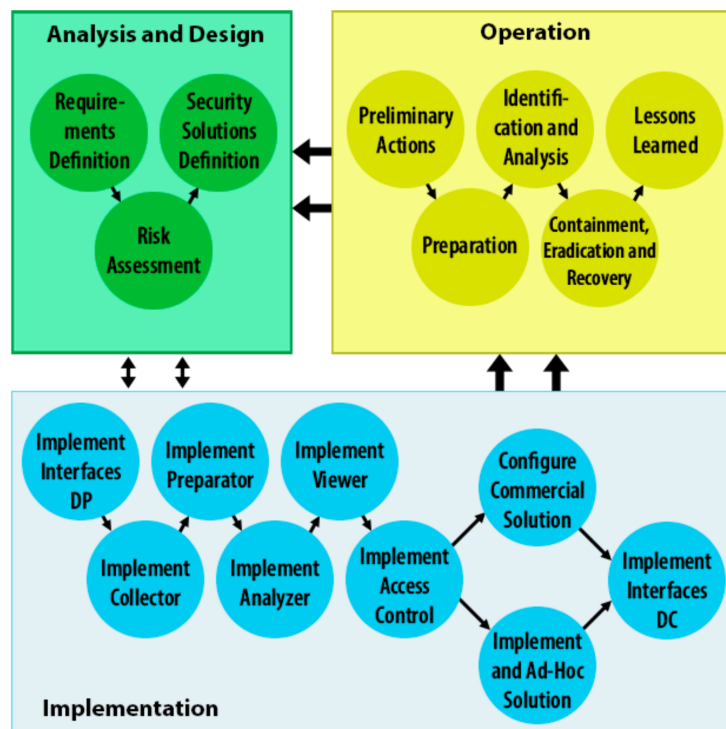 Analysis and Design
Require-
ments
Definition
Security
Solutions
Definition
Risk
Assessment
Operation
Preliminary
Actions
Preparation
Identifi-
cation and
Analysis
Containment,
Eradication and
Recovery
Lessons
Learned
Implement
Interfaces
DP
Implement
Collector
Implement
Preparator
Implement
Analyzer
Implement
Viewer
Implement
Access
Control
Configure
Commercial
Solution
Implement
and Ad-Hoc
Solution
Implement
Interfaces
DC
Implementation